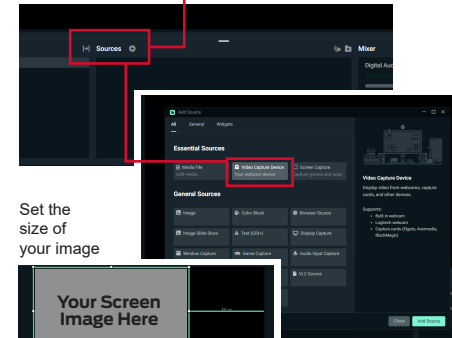 Sources
Mixer
Digital Aud
Add Source
All General Widgets
Essential Sources
Media File
Add media
Video Capture Device
Your webcam device
Screen Capture
Capture games and apps
General Sources
Image
Color Block
Browser Source
Image Slide Show
Text (GDI+)
Display Capture
Window Capture
Game Capture
Audio Input Capture
VLC Source
Video Capture Device
Display video from webcams, capture
cards, and other devices.
Supports:
Built in webcam
Logitech webcam
Capture cards (Elgato, Avermedia,
BlackMagic)
Close
Add Source
Set the
size of
your image
Your Screen
Image Here